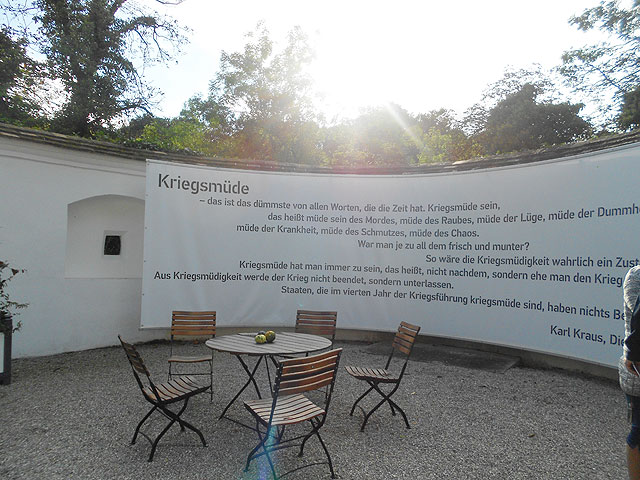 Kriegsmüde
– das ist das dümmste von allen Worten, die die Zeit hat. Kriegsmüde sein,
das heißt müde sein des Mordes, müde des Raubes, müde der Lüge, müde der Dummh
müde der Krankheit, müde des Schmutzes, müde des Chaos.
War man je zu all dem frisch und munter?
So wäre die Kriegsmüdigkeit wahrlich ein Zust
Kriegsmüde hat man immer zu sein, das heißt, nicht nachdem, sondern ehe man den Krieg
Aus Kriegsmüdigkeit werde der Krieg nicht beendet, sondern unterlassen.
Staaten, die im vierten Jahr der Kriegsführung kriegsmüde sind, haben nichts Be
Karl Kraus, Die